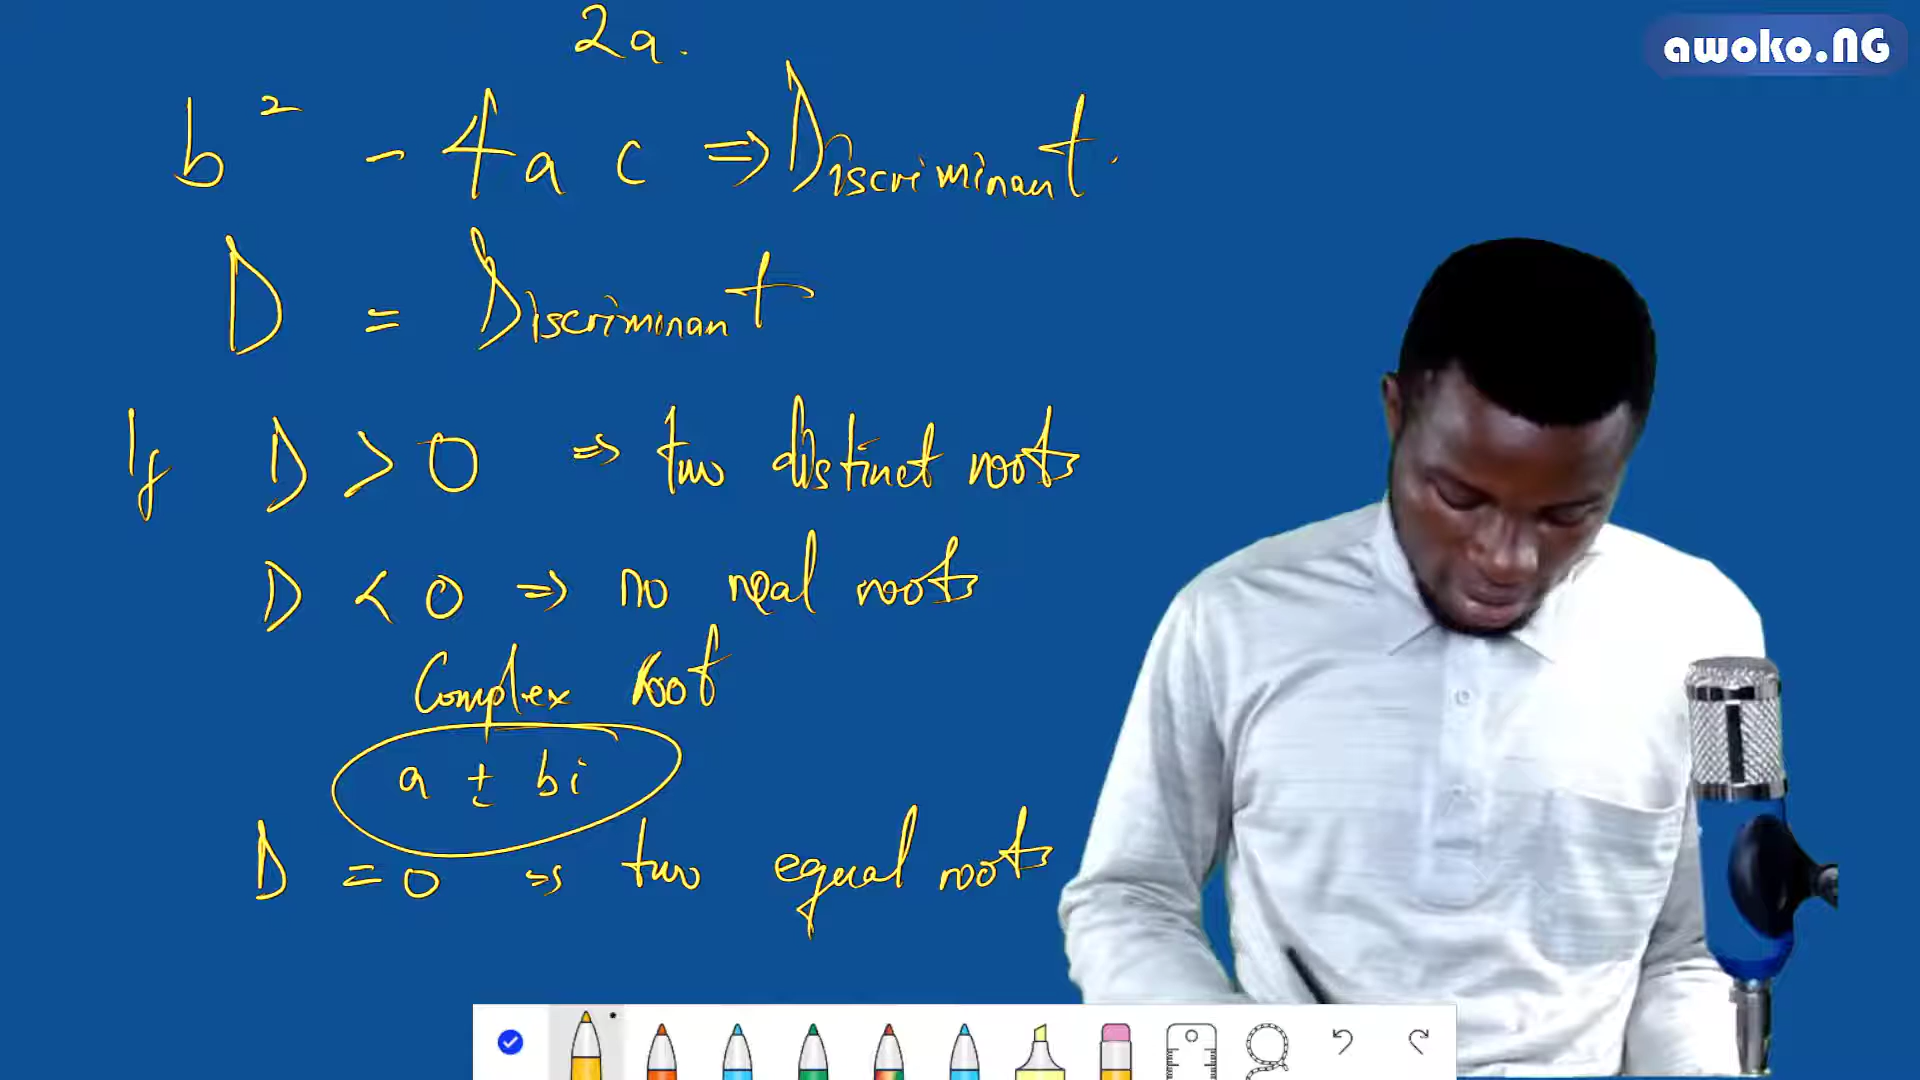 awoko.NG
2a.
b² - 4ac ⇒ Discriminant.
D = Discriminant
If D > 0 ⇒ two distinct roots
D < 0 ⇒ no real roots
Complex root
a ± bi
D = 0 ⇒ two equal roots